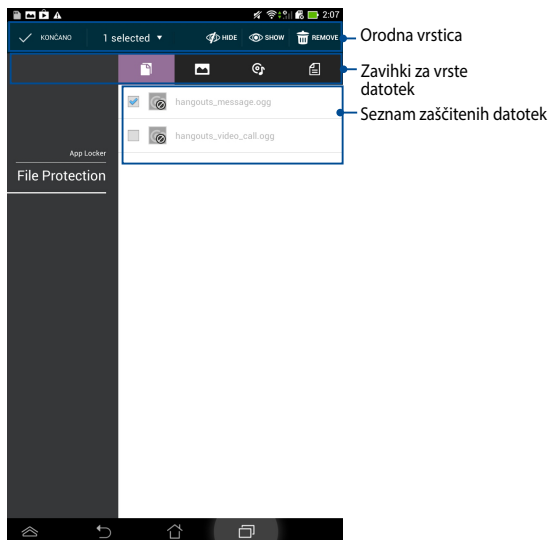 2:07
KONČANO 1 selected HIDE SHOW REMOVE
Orodna vrstica
Zavihki za vrste
datotek
Seznam zaščitenih datotek
hangouts_message.ogg
hangouts_video_call.ogg
App Locker
File Protection